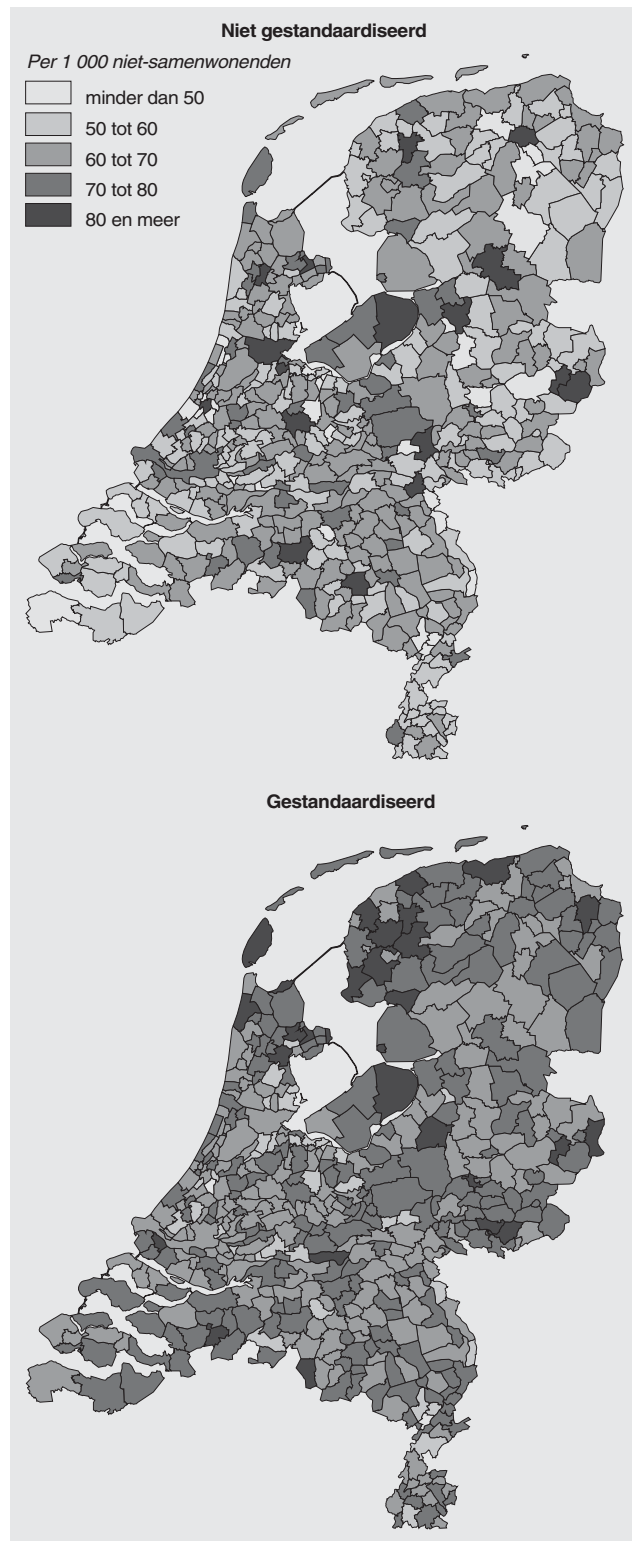 Niet gestandaardiseerd
Per 1 000 niet-samenwonenden
minder dan 50
50 tot 60
60 tot 70
70 tot 80
80 en meer
Gestandaardiseerd